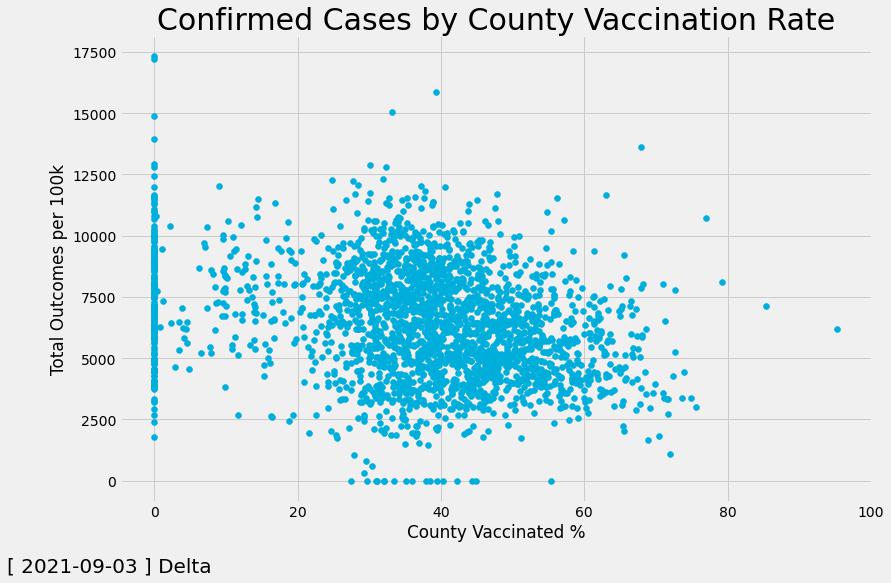 Confirmed Cases by County Vaccination Rate
Total Outcomes per 100k
17500
15000
12500
10000
7500
5000
2500
0
0 20 40 60 80 100
County Vaccinated %
[ 2021-09-03 ] Delta